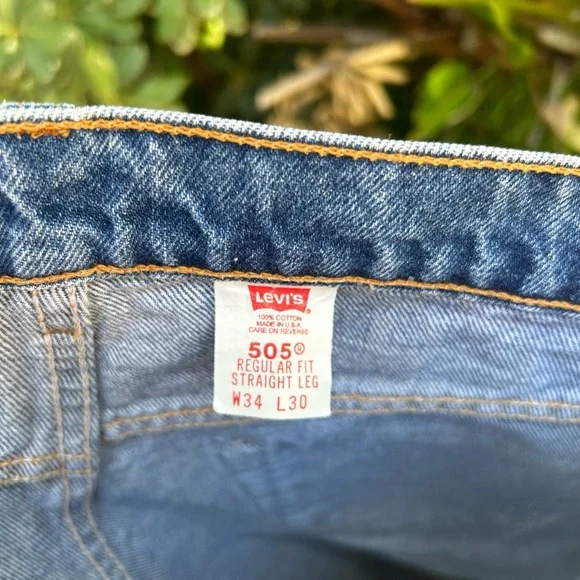 LEVI'S®
100% COTTON
MADE IN U.S.A
CARE ON REVERSE
505®
REGULAR FIT
STRAIGHT LEG
W34 L30